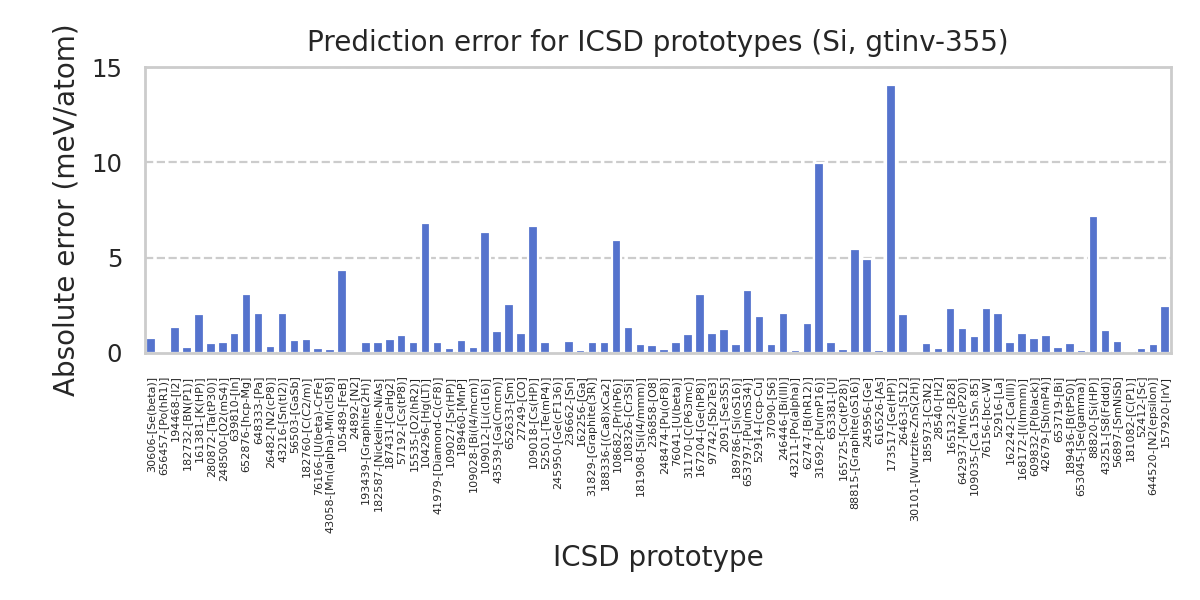 Prediction error for ICSD prototypes (Si, gtinv-355)
Absolute error (meV/atom)
15
10
5
0
30606-[Se(beta)]
656457-[Po(hR1)]
194468-[I2]
182732-[BN(P1)]
161381-[K(HP)]
280872-[Ta(tP30)]
248500-[O2(mS4)]
639810-[In]
652876-[hcp-Mg]
648333-[Pa]
26482-[N2(cP8)]
43216-[Sn(tI2)]
56503-[GaSb]
182760-[C(C2/m)]
76166-[U(beta)-CrFe]
43058-[Mn(alpha)-Mn(cI58)]
105489-[FeB]
24892-[N2]
193439-[Graphite(2H)]
182587-[Nickeline-NiAs]
187431-[CaHg2]
57192-[Cs(tP8)]
15535-[O2(hR2)]
104296-[Hg(LT)]
41979-[Diamond-C(cF8)]
109027-[Sb(HP)]
189460-[MnP]
109028-[Bi(I4/mcm)]
109012-[Li(cI16)]
43539-[Ga(Cmcm)]
652633-[Sm]
27249-[CO]
109018-[Cs(HP)]
52501-[Te(mP4)]
245950-[Ge(cF136)]
236662-[Sn]
162256-[Ga]
31829-[Graphite(3R)]
188336-[(Ca8)xCa2]
108682-[Pr(hP6)]
108326-[Cr3Si]
181908-[Si(I4/mmm)]
236858-[O8]
248474-[Pu(oF8)]
76041-[U(beta)]
31170-[C(P63mc)]
167204-[Ge(hP8)]
97742-[Sb2Te3]
2091-[Se3S5]
189786-[Si(oS16)]
653797-[Pu(mS34)]
52914-[ccp-Cu]
37090-[S6]
246446-[Bi(III)]
43211-[Po(alpha)]
62747-[B(hR12)]
31692-[Pu(mP16)]
653381-[U]
165725-[Co(tP28)]
88815-[Graphite(oS16)]
245956-[Ge]
616526-[As]
173517-[Ge(HP)]
26463-[S12]
30101-[Wurtzite-ZnS(2H)]
185973-[C3N2]
28540-[H2]
165132-[B28]
642937-[Mn(cP20)]
109035-[Ca.15Sn.85]
76156-[bcc-W]
52916-[La]
162242-[Ca(III)]
168172-[I(Immm)]
609832-[P(black)]
42679-[Sb(mP4)]
653719-[Bi]
189436-[B(tP50)]
653045-[Se(gamma)]
88820-[Si(HP)]
43251-[S8(Fddd)]
56897-[SmNiSb]
181082-[C(P1)]
52412-[Sc]
644520-[N2(epsilon)]
157920-[IrV]
ICSD prototype